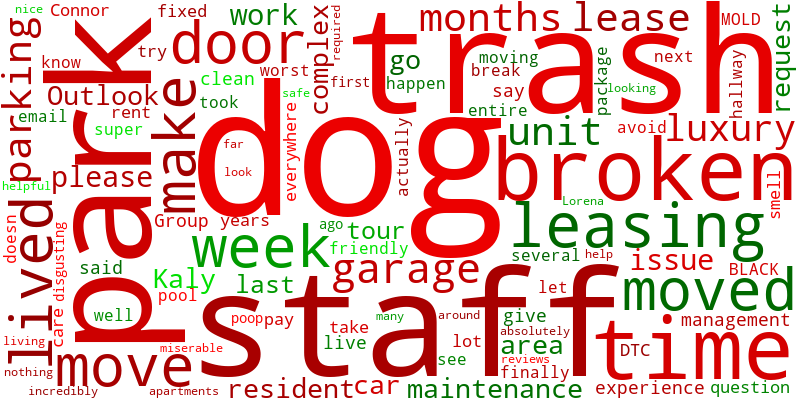 nice
Connor
fixed
work
months
lease
required
MOLD
door
trash
park
parking
know
try
worst
complex
go
moving
next
hallway
request
clean
break
happen
package
Outlook
took
safe
say
looking
first
make
rent
email
super
dog
everywhere
actually
entire
unit
avoid
luxury
far
please
look
broken
helpful
lived
doesn
Group
years
ago
tour
leasing
Lorena
smell
week
friendly
several
help
issue
said
care
disgusting
Kaly
garage
BLACK
last
pool
staff
let
moved
well
poop
pay
many
around
give
time
management
take
absolutely
living
live
lot
area
DTC
miserable
see
reviews
move
finally
nothing
incredibly
apartments
resident
car
maintenance
experience
question